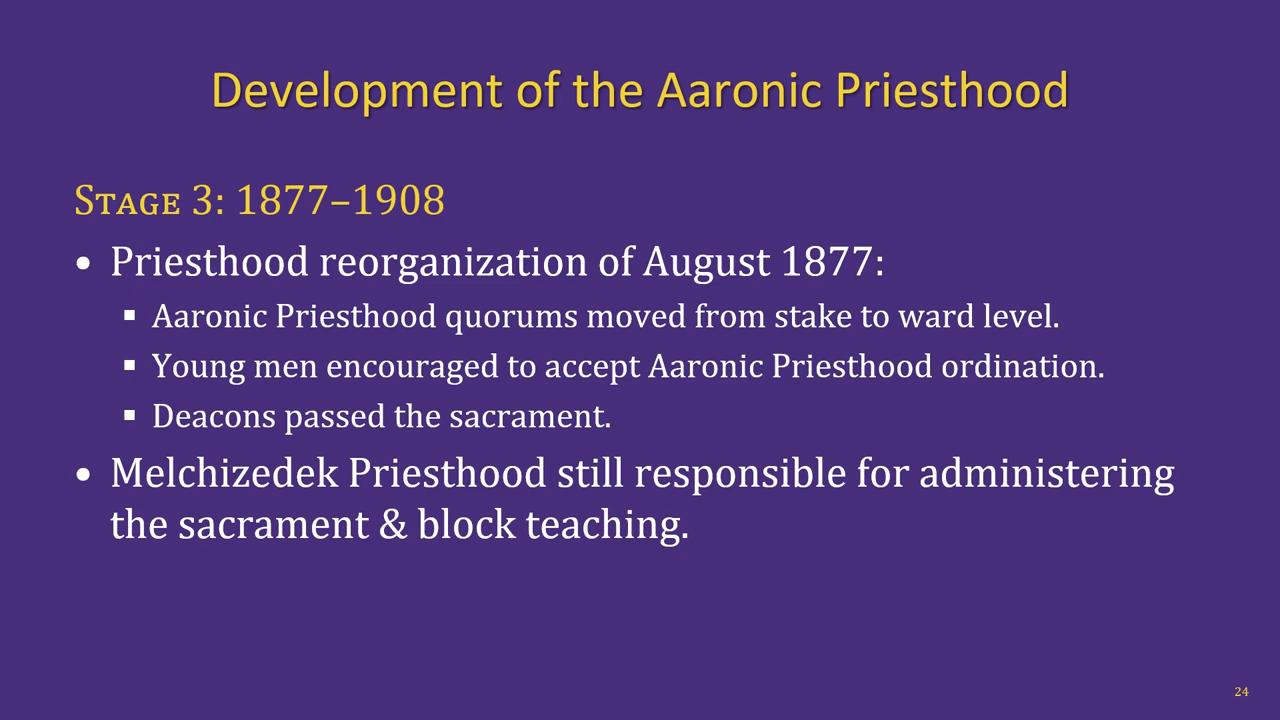 Development of the Aaronic Priesthood
Stage 3: 1877–1908
• Priesthood reorganization of August 1877:
▪ Aaronic Priesthood quorums moved from stake to ward level.
▪ Young men encouraged to accept Aaronic Priesthood ordination.
▪ Deacons passed the sacrament.
• Melchizedek Priesthood still responsible for administering
the sacrament & block teaching.
24